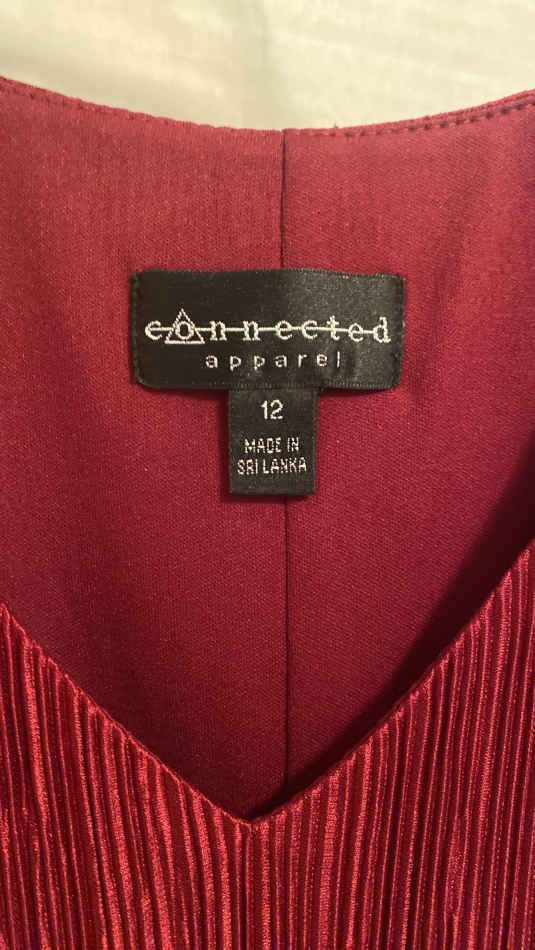 connected
apparel
12
MADE IN
SRI LANKA